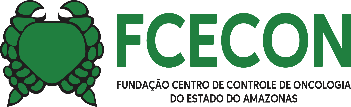 FCECON
FUNDAÇÃO CENTRO DE CONTROLE DE ONCOLOGIA
DO ESTADO DO AMAZONAS